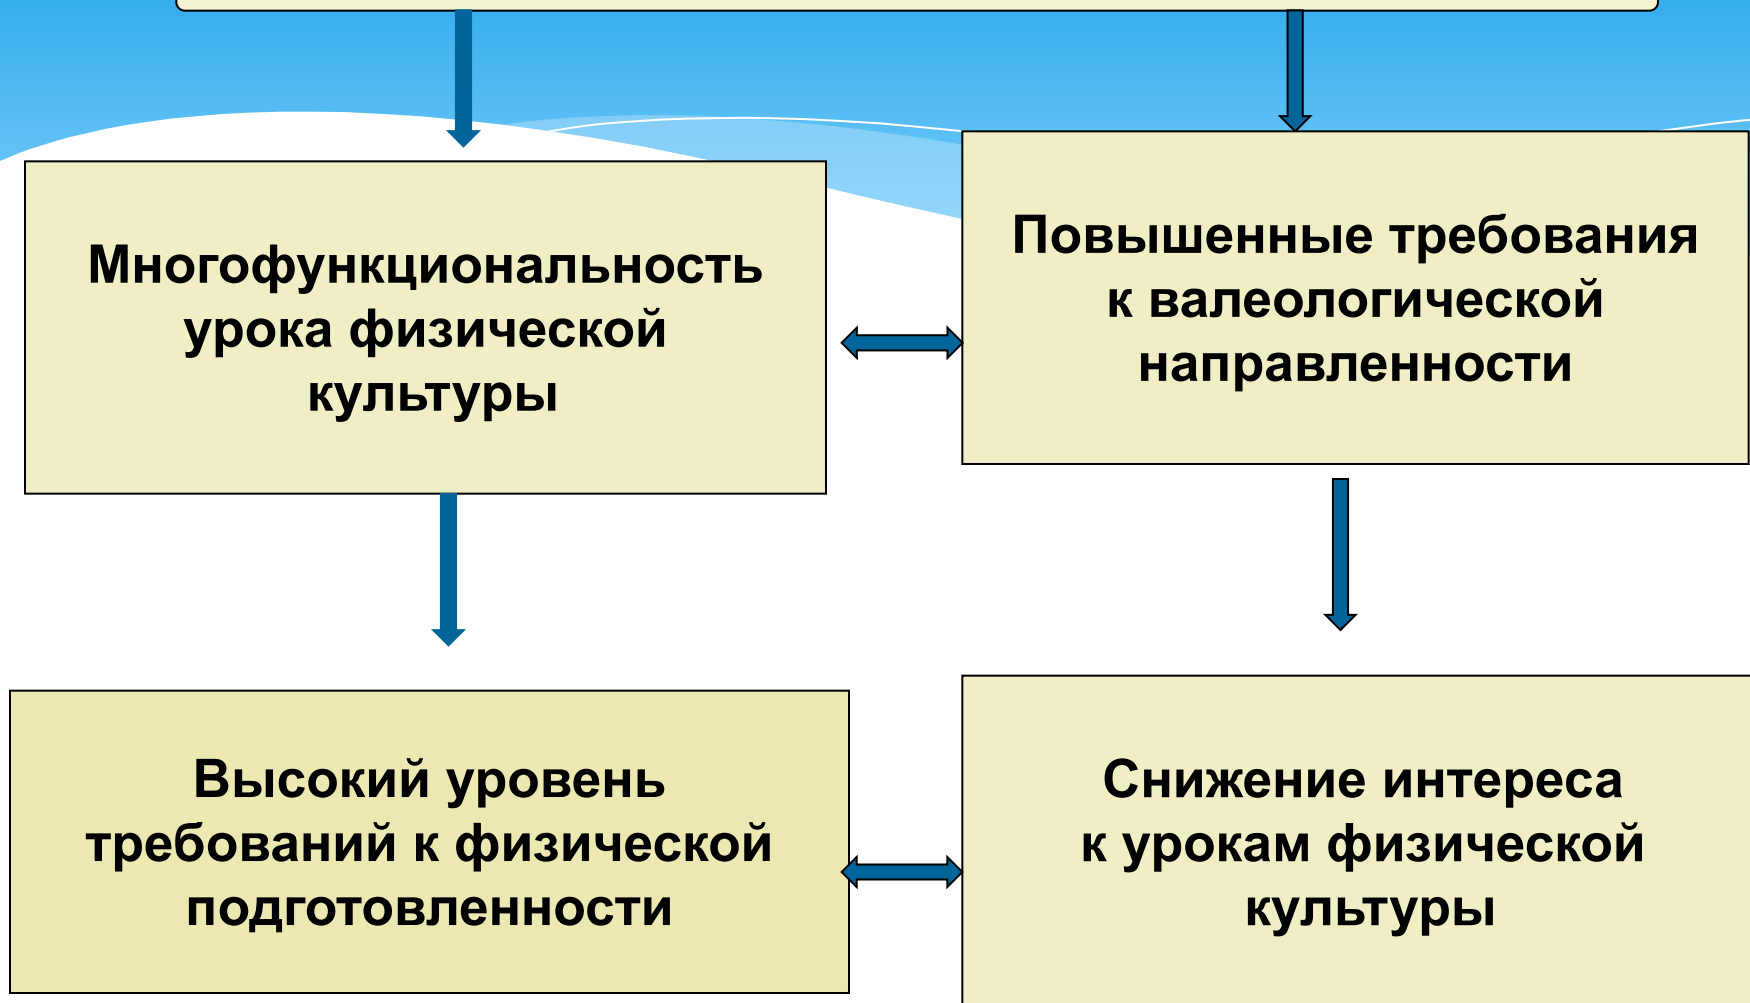 Многофункциональность
урока физической
культуры
Повышенные требования
к валеологической
направленности
Высокий уровень
требований к физической
подготовленности
Снижение интереса
к урокам физической
культуры